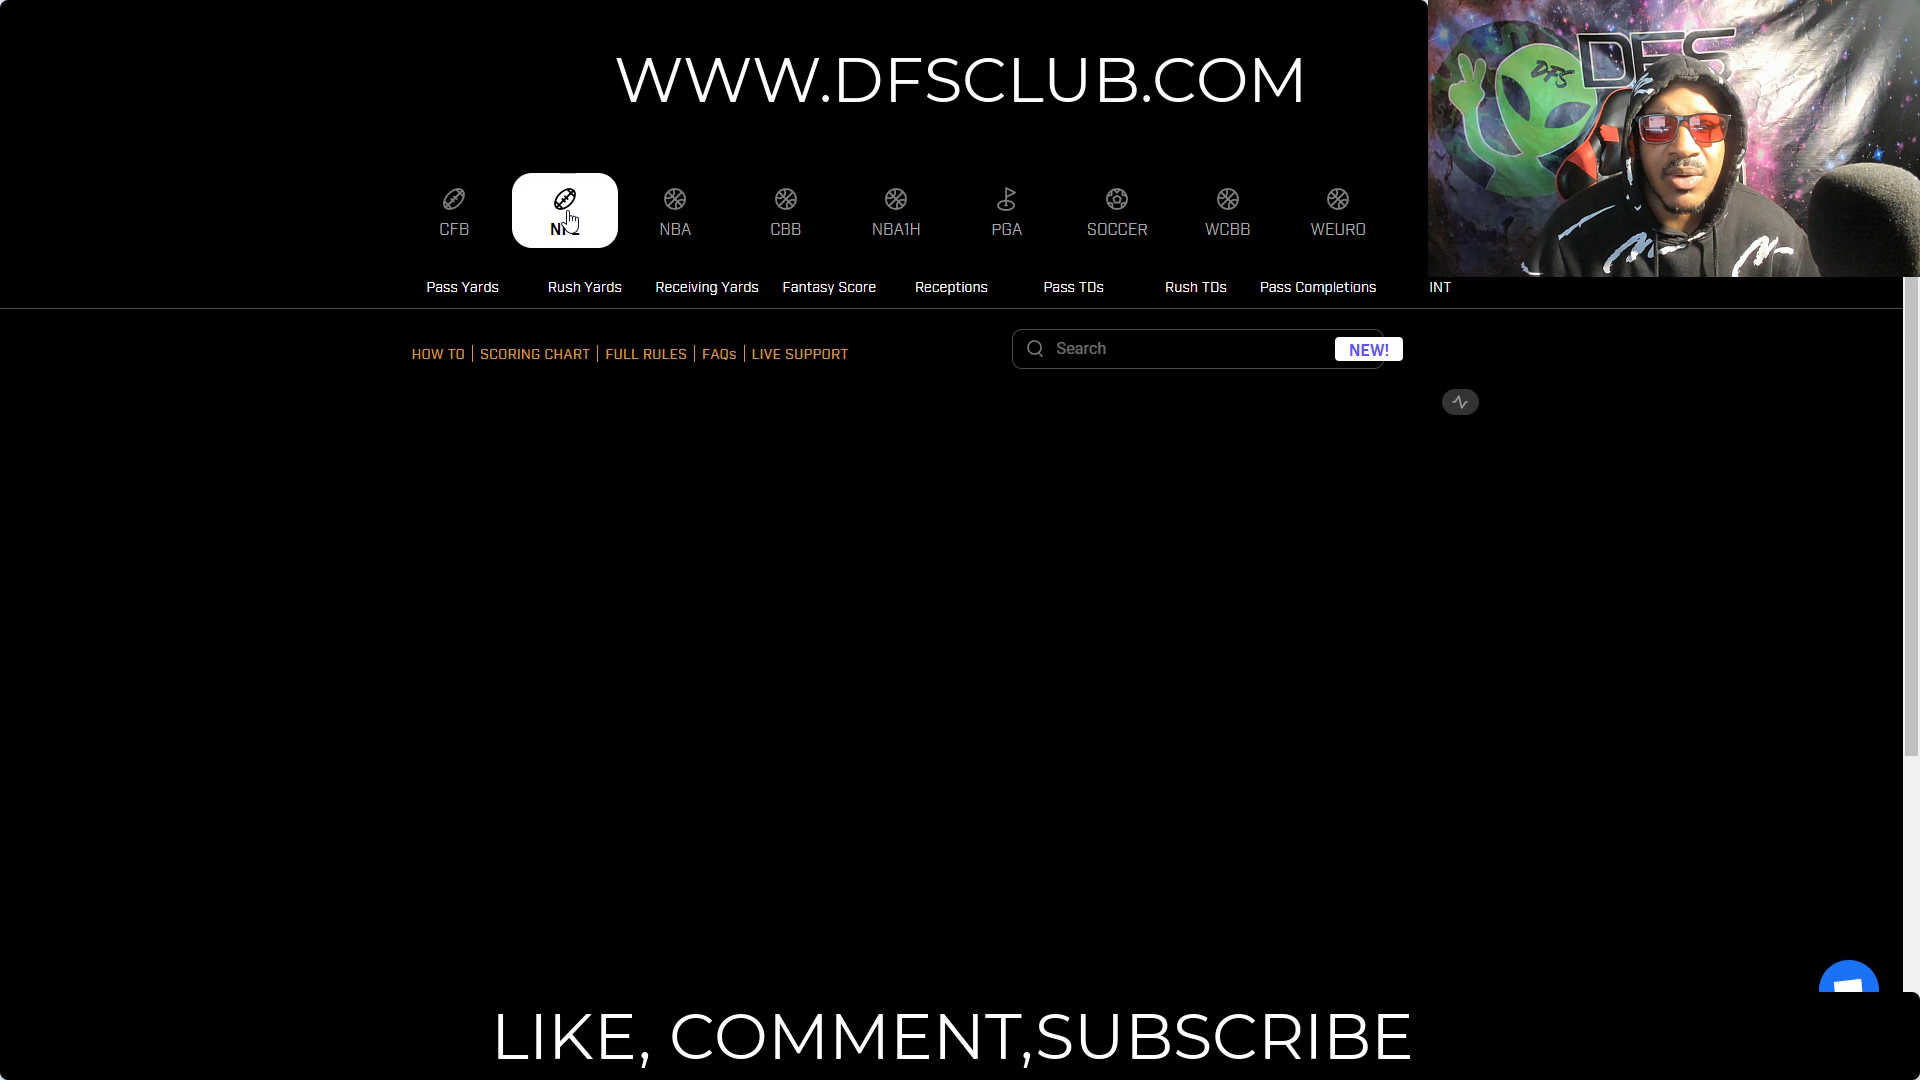 WWW.DFSCLUB.COM
DFS
DFS
CFB
NBA
CBB
NBA1H
PGA
SOCCER
WCBB
WEURO
Pass Yards
Rush Yards
Receiving Yards
Fantasy Score
Receptions
Pass TDs
Rush TDs
Pass Completions
INT
HOW TO | SCORING CHART | FULL RULES | FAQs | LIVE SUPPORT
Search
NEW!
LIKE, COMMENT,SUBSCRIBE